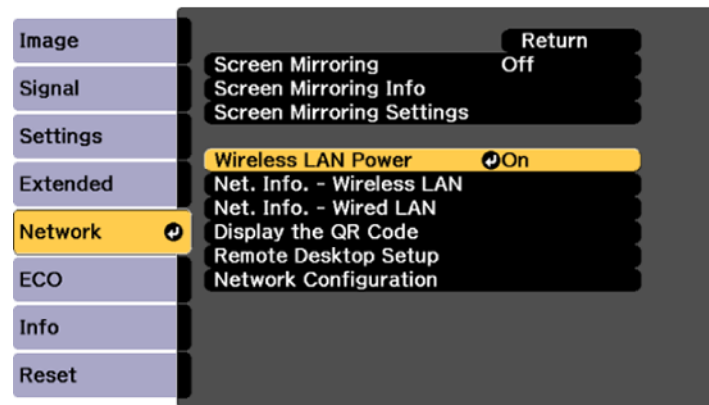 Image
Signal
Settings
Extended
Network
ECO
Info
Reset
Return
Screen Mirroring Off
Screen Mirroring Info
Screen Mirroring Settings
Wireless LAN Power On
Net. Info. - Wireless LAN
Net. Info. - Wired LAN
Display the QR Code
Remote Desktop Setup
Network Configuration